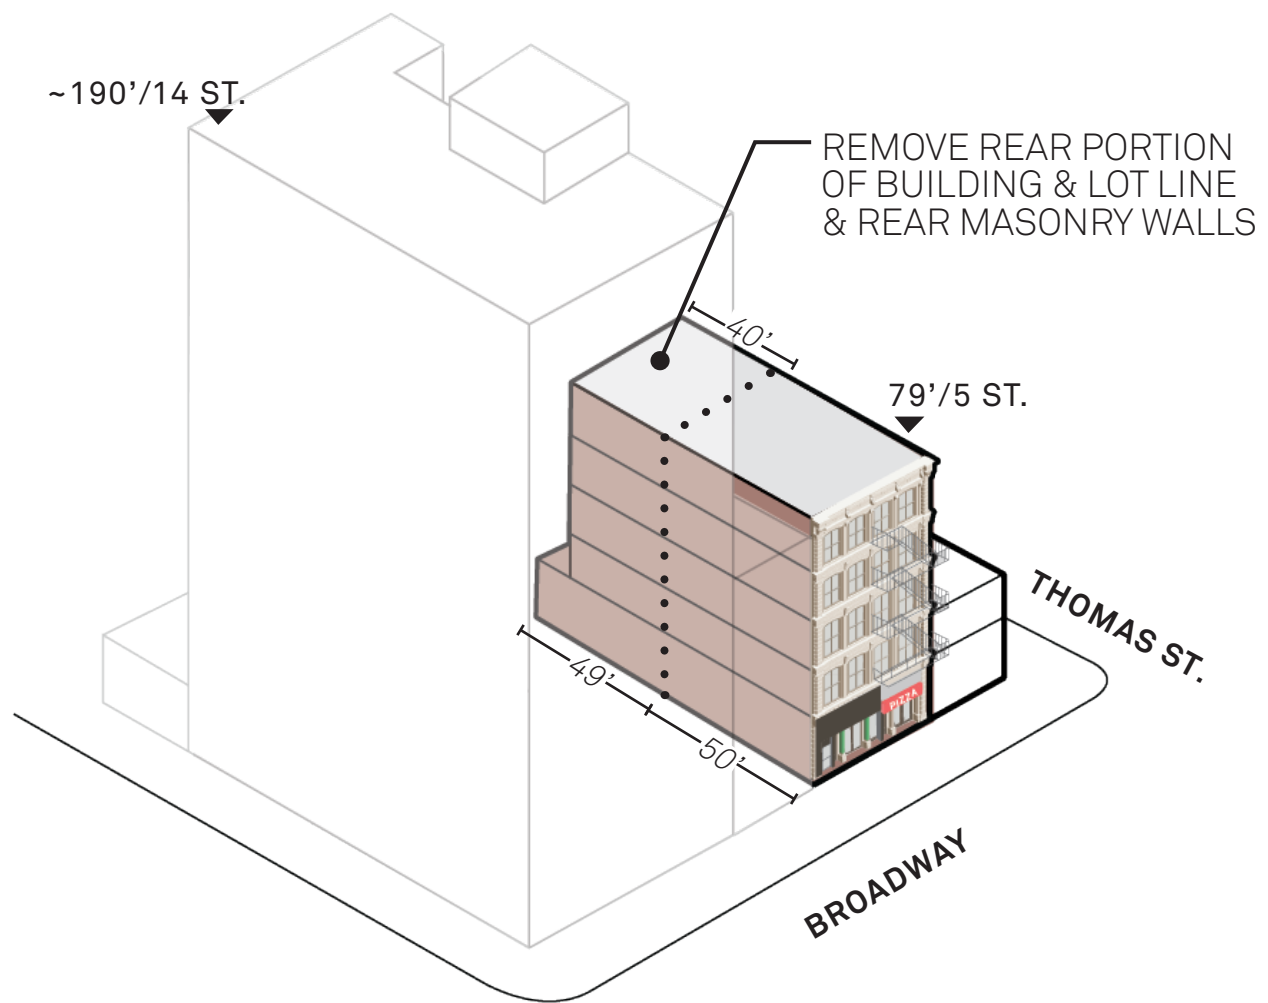 ~190’/14 ST.
REMOVE REAR PORTION
OF BUILDING & LOT LINE
& REAR MASONRY WALLS
40’
79’/5 ST.
THOMAS ST.
49’
PIZZA
50’
BROADWAY